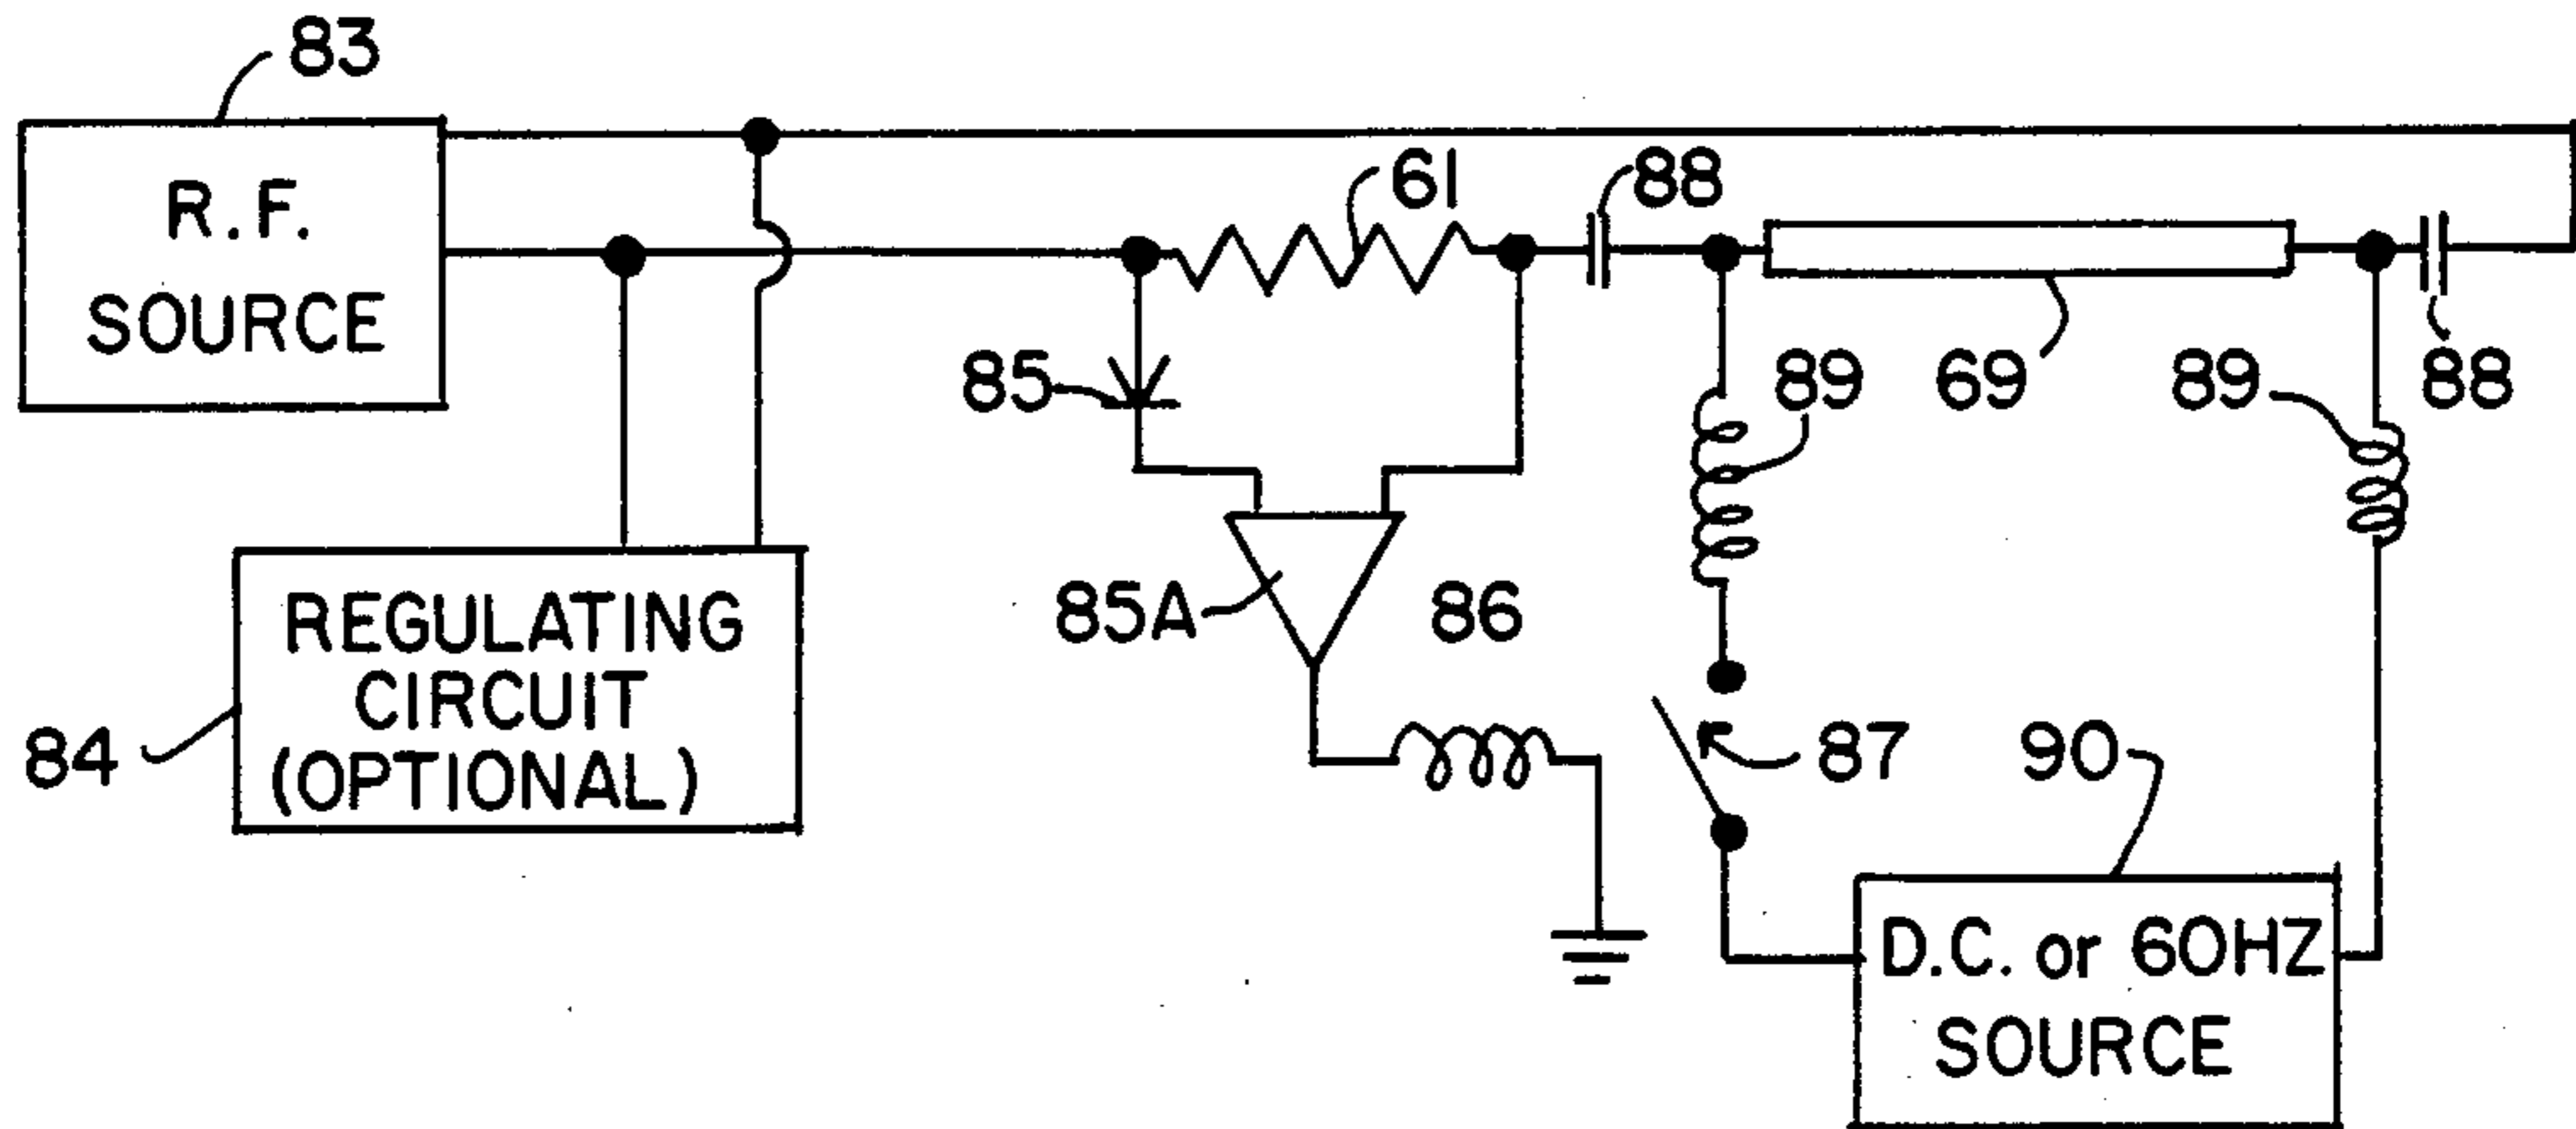 83
R.F.
SOURCE
61
88
85
89
69
89
88
85A
86
REGULATING
CIRCUIT
(OPTIONAL)
84
87
90
D.C. or 60HZ
SOURCE